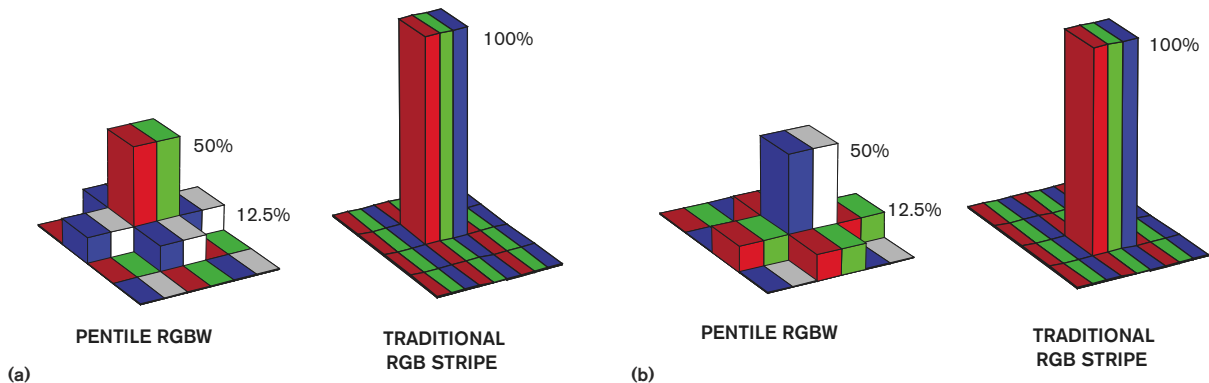 50%
12.5%
PENTILE RGBW
100%
TRADITIONAL
RGB STRIPE
(a)
50%
12.5%
PENTILE RGBW
100%
TRADITIONAL
RGB STRIPE
(b)